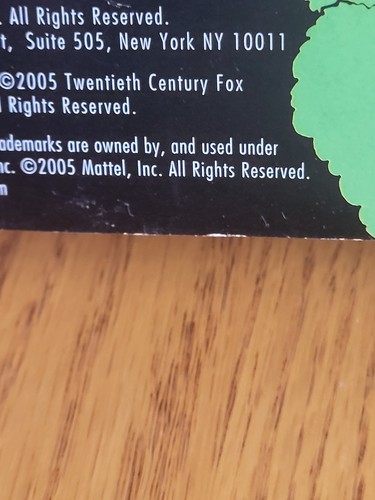 . All Rights Reserved.
t, Suite 505, New York NY 10011
©2005 Twentieth Century Fox
l Rights Reserved.
ademarks are owned by, and used under
nc. ©2005 Mattel, Inc. All Rights Reserved.
m